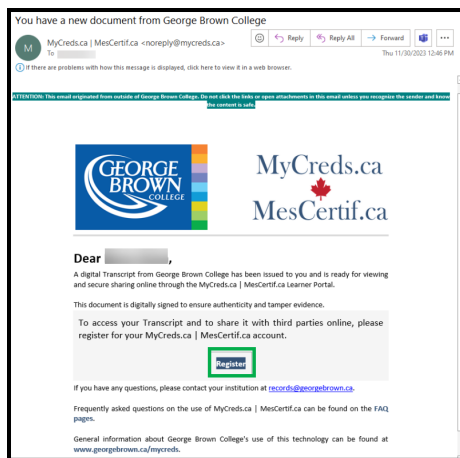 You have a new document from George Brown College
M
MyCreds.ca | MesCertif.ca <noreply@mycreds.ca>
To
Reply
Reply All
Forward
Thu 11/30/2023 12:46 PM
If there are problems with how this message is displayed, click here to view it in a web browser.
ATTENTION: This email originated from outside of George Brown College. Do not click the links or open attachments in this email unless you recognize the sender and know
the content is safe.
GEORGE
BROWN
COLLEGE
MyCreds.ca
MesCertif.ca
Dear ,
A digital Transcript from George Brown College has been issued to you and is ready for viewing
and secure sharing online through the MyCreds.ca | MesCertif.ca Learner Portal.
This document is digitally signed to ensure authenticity and tamper evidence.
To access your Transcript and to share it with third parties online, please
register for your MyCreds.ca | MesCertif.ca account.
Register
If you have any questions, please contact your institution at records@georgebrown.ca.
Frequently asked questions on the use of MyCreds.ca | MesCertif.ca can be found on the FAQ
pages.
General information about George Brown College's use of this technology can be found at
www.georgebrown.ca/mycreds.